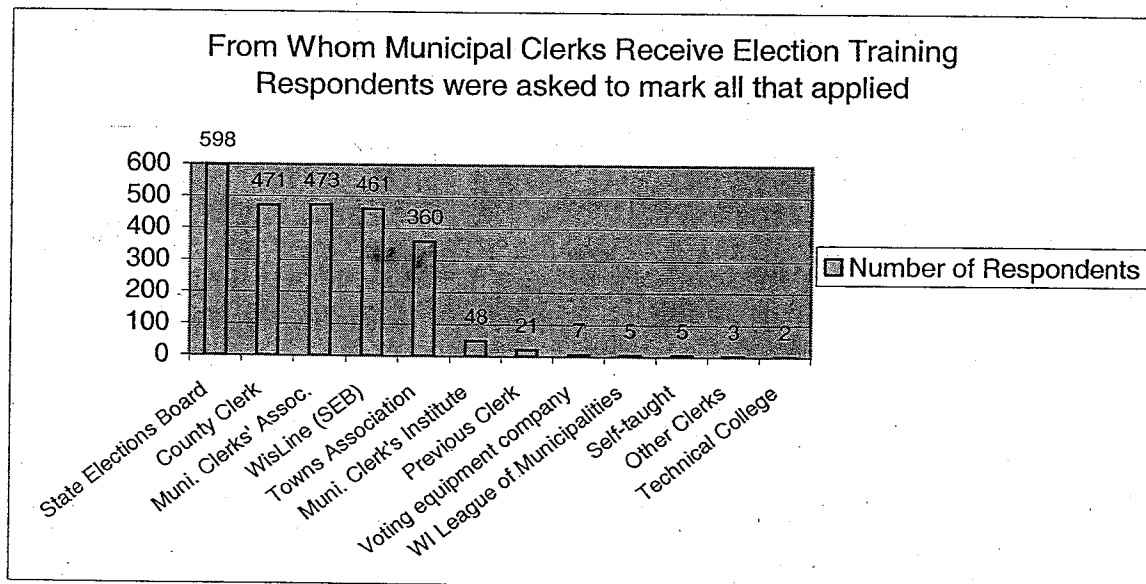 From Whom Municipal Clerks Receive Election Training
Respondents were asked to mark all that applied
598
600
500
400
300
200
100
0
471
473
461
360
48
21
7
5
5
3
2
State Elections Board
County Clerk
Muni. Clerks' Assoc.
WisLine (SEB)
Towns Association
Muni. Clerk's Institute
Previous Clerk
Voting equipment company
WI League of Municipalities
Self-taught
Other Clerks
Technical College
Number of Respondents